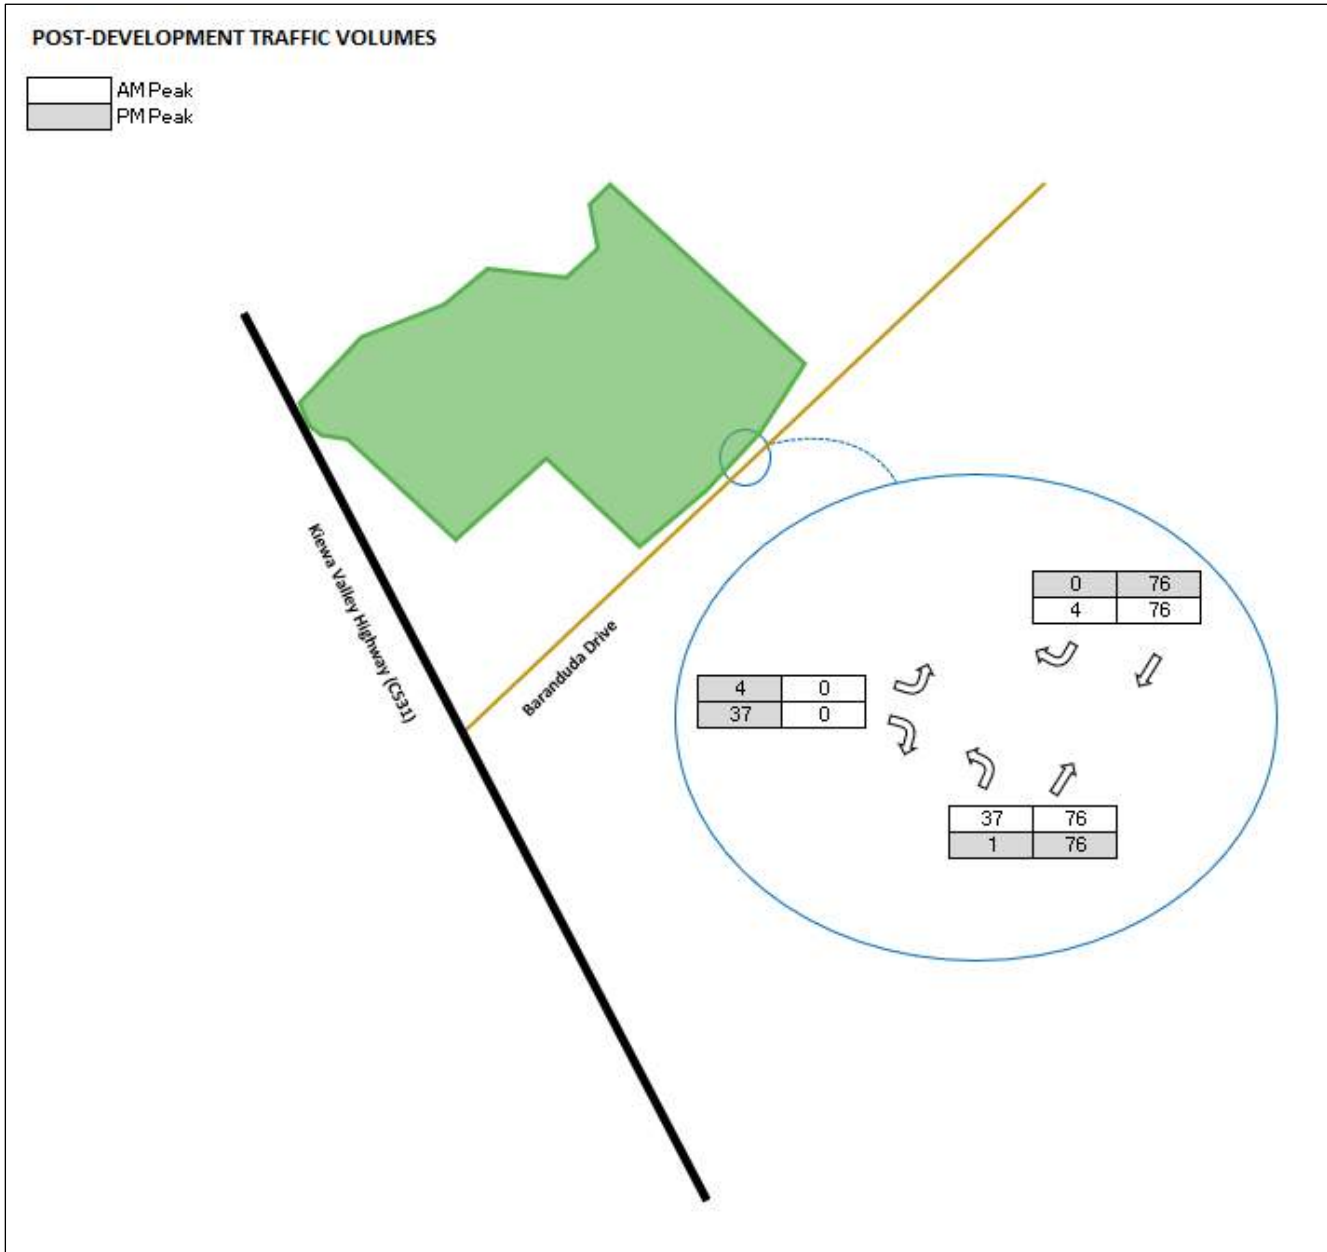 POST-DEVELOPMENT TRAFFIC VOLUMES
AM Peak
PM Peak
Kiewa Valley Highway (C531)
Baranduda Drive
0 76
4 76
4 0
37 0
37 76
1 76